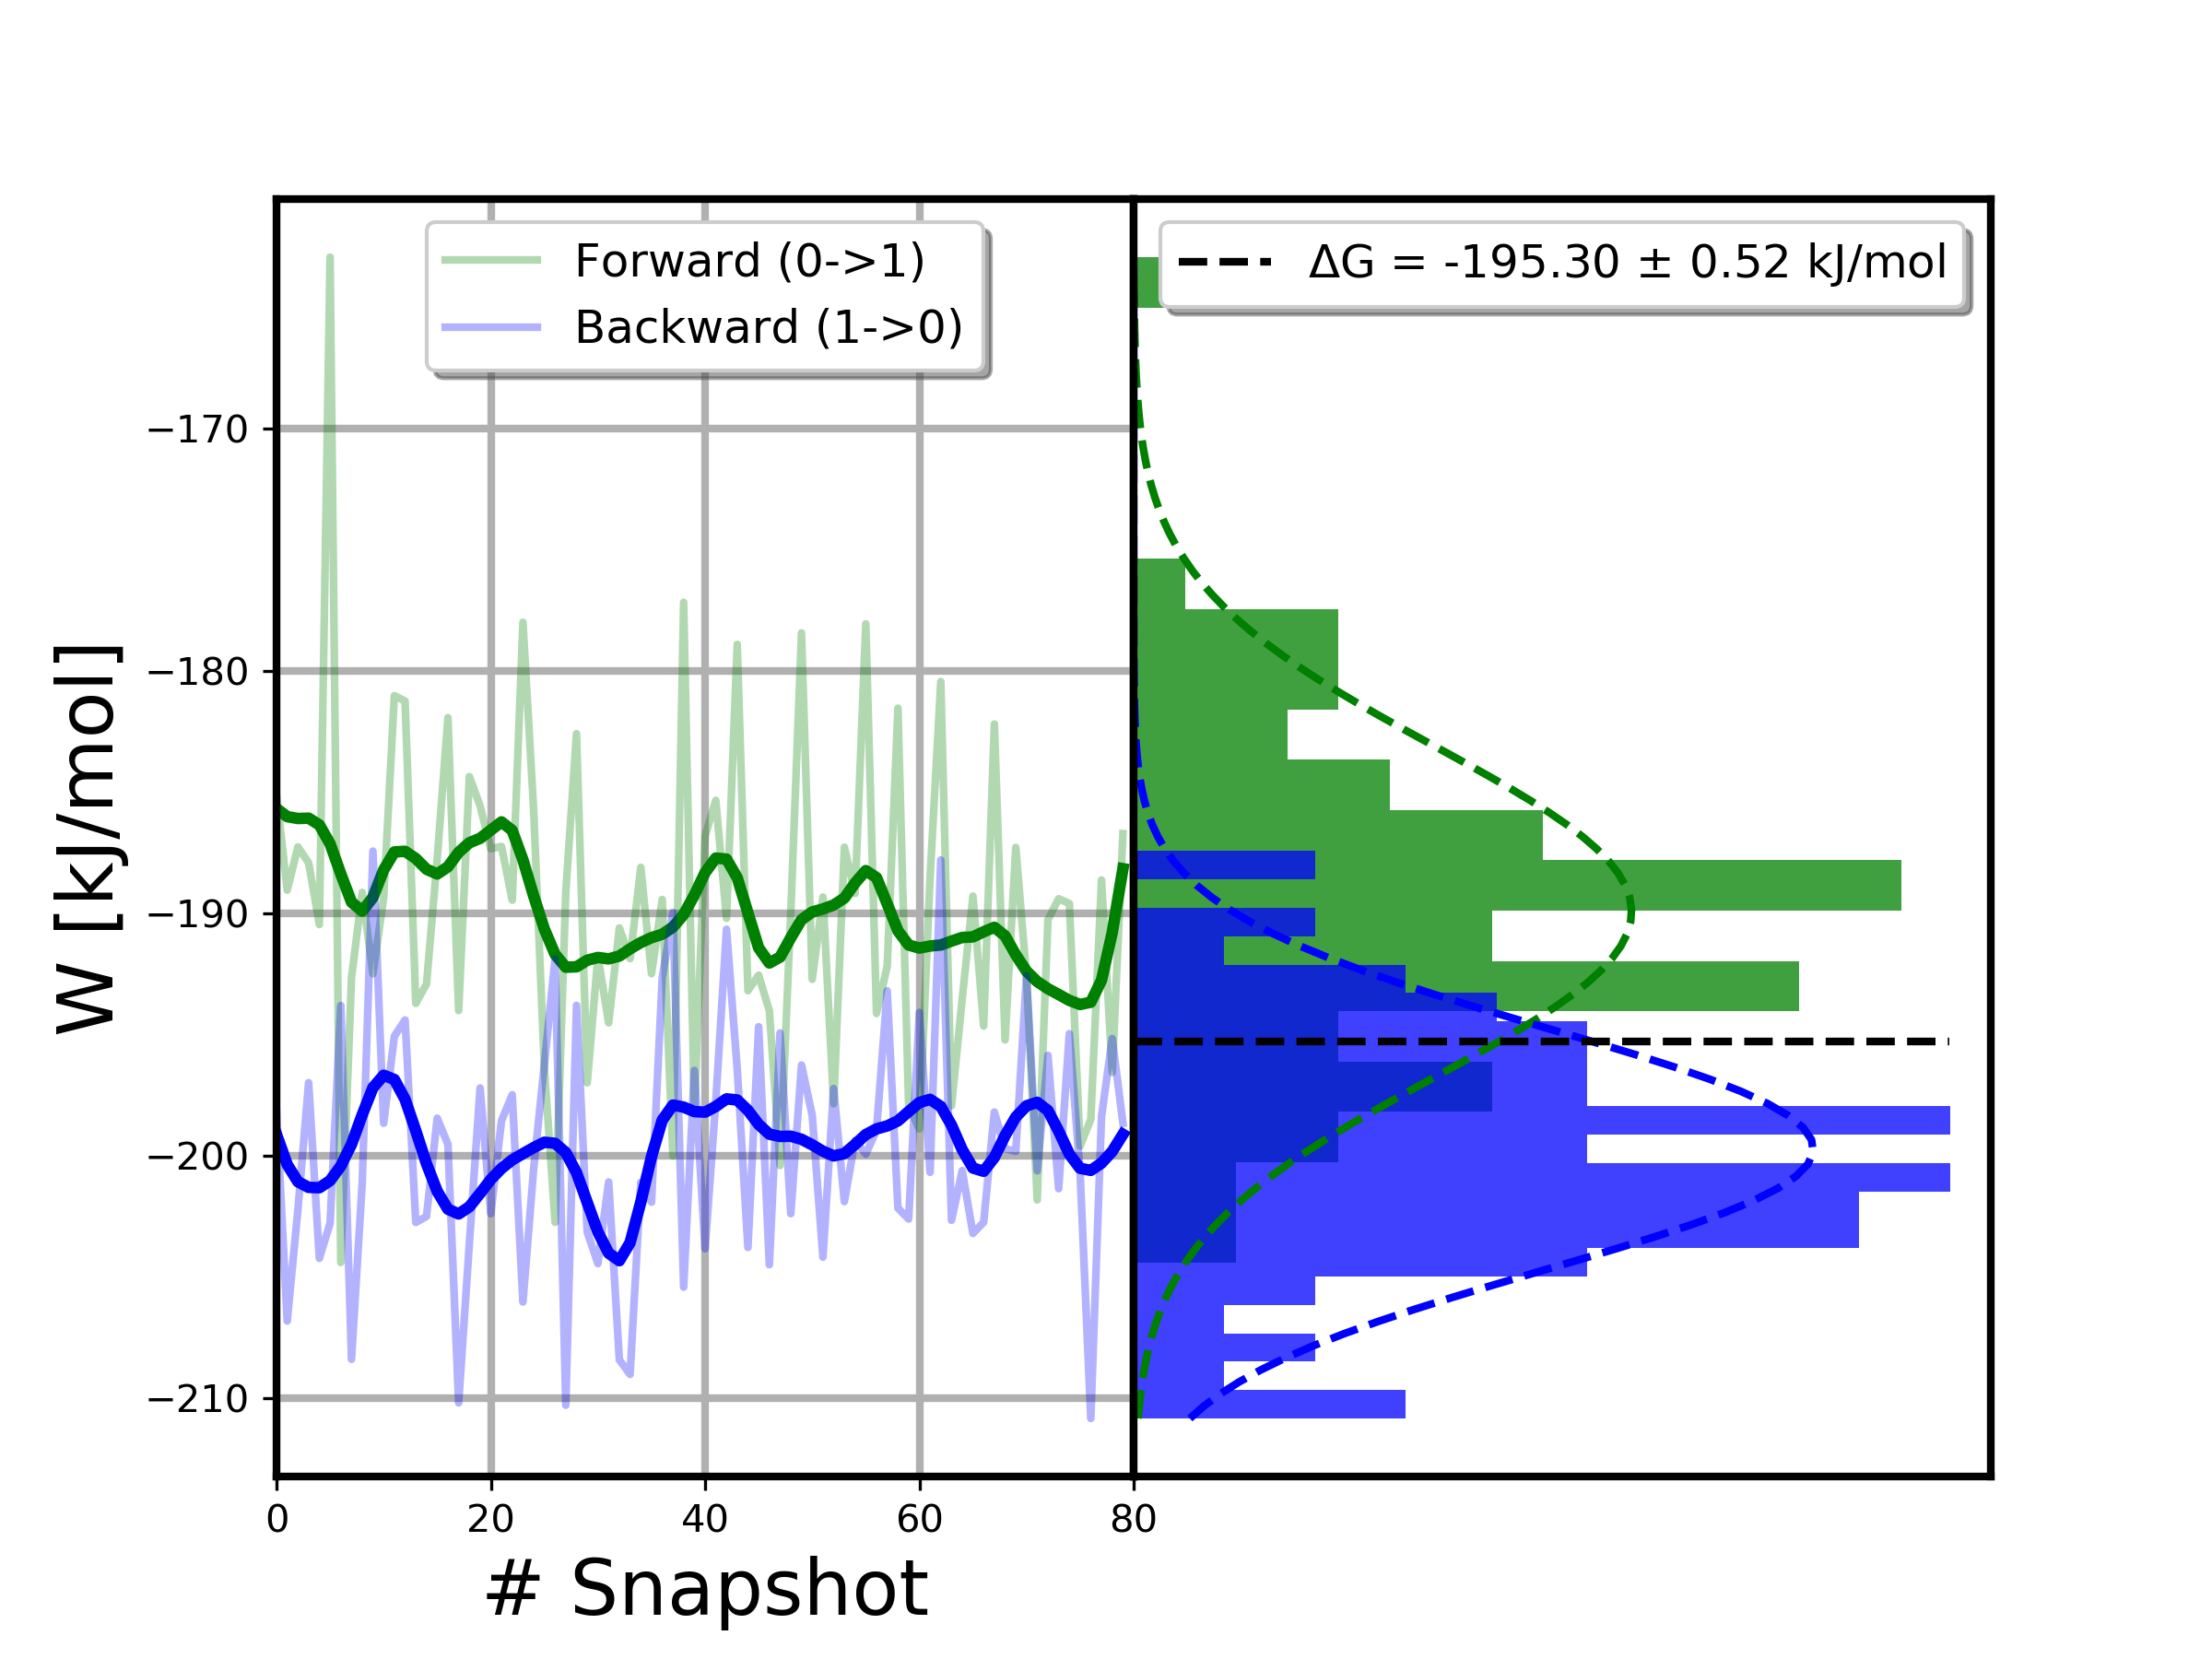 Forward (0->1)
Backward (1->0)
ΔG = -195.30 ± 0.52 kJ/mol
W [kJ/mol]
−170
−180
−190
−200
−210
0 20 40 60 80
# Snapshot